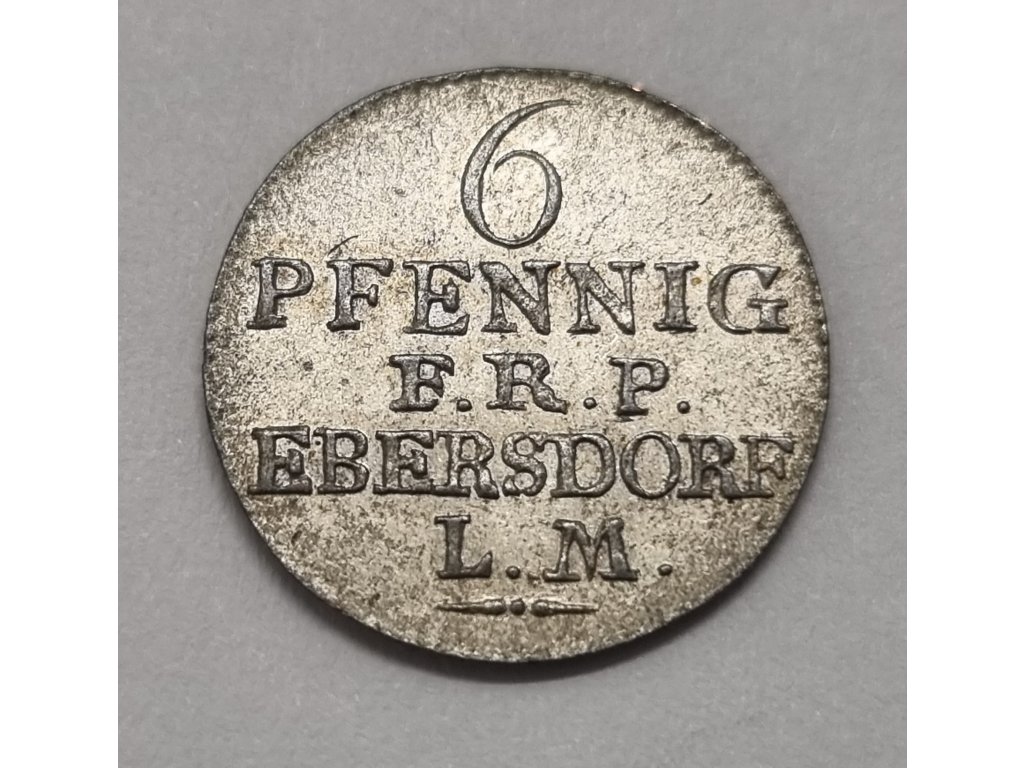 6
PFENNIG
F.R.P.
EBERSDORF
L.M.